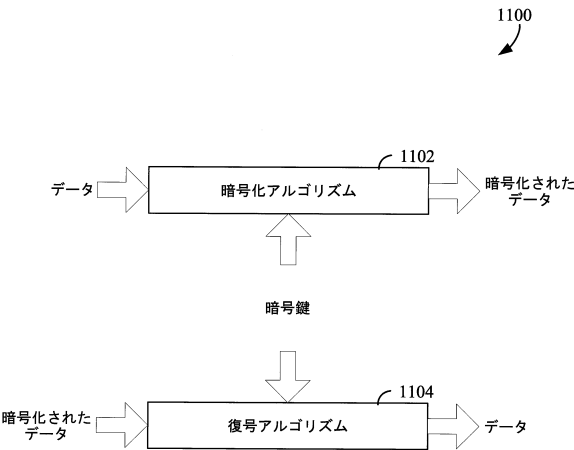 1100
1102
データ
暗号化アルゴリズム
暗号化された
データ
暗号鍵
1104
暗号化された
データ
復号アルゴリズム
データ